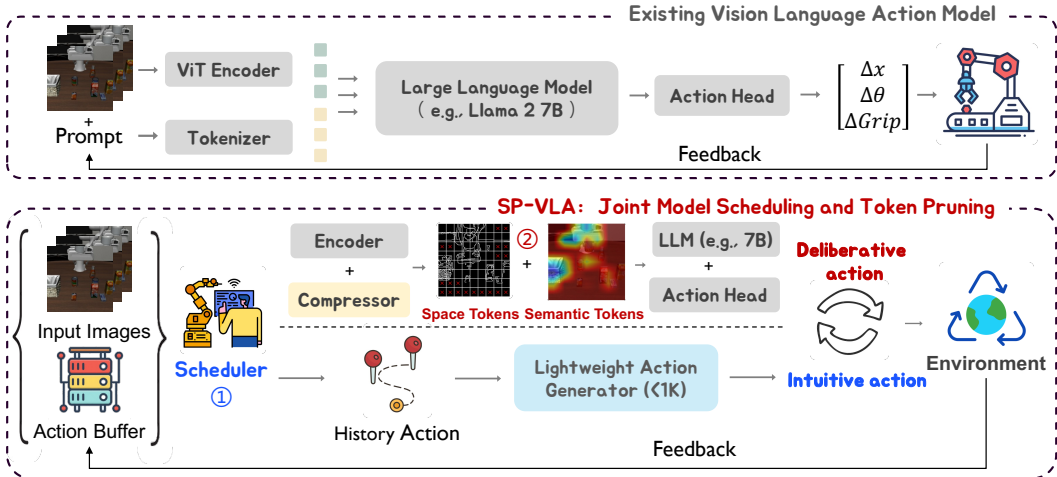 Existing Vision Language Action Model
+
Prompt
ViT Encoder
Tokenizer
Large Language Model
( e.g., Llama 2 7B )
Action Head
Δx
Δθ
ΔGrip
Feedback
SP-VLA: Joint Model Scheduling and Token Pruning
Input Images
Action Buffer
Scheduler
①
Encoder
+
Compressor
②
+
Space Tokens Semantic Tokens
LLM (e.g., 7B)
+
Action Head
Deliberative
action
History Action
Lightweight Action
Generator (<1K)
Intuitive action
Environment
Feedback